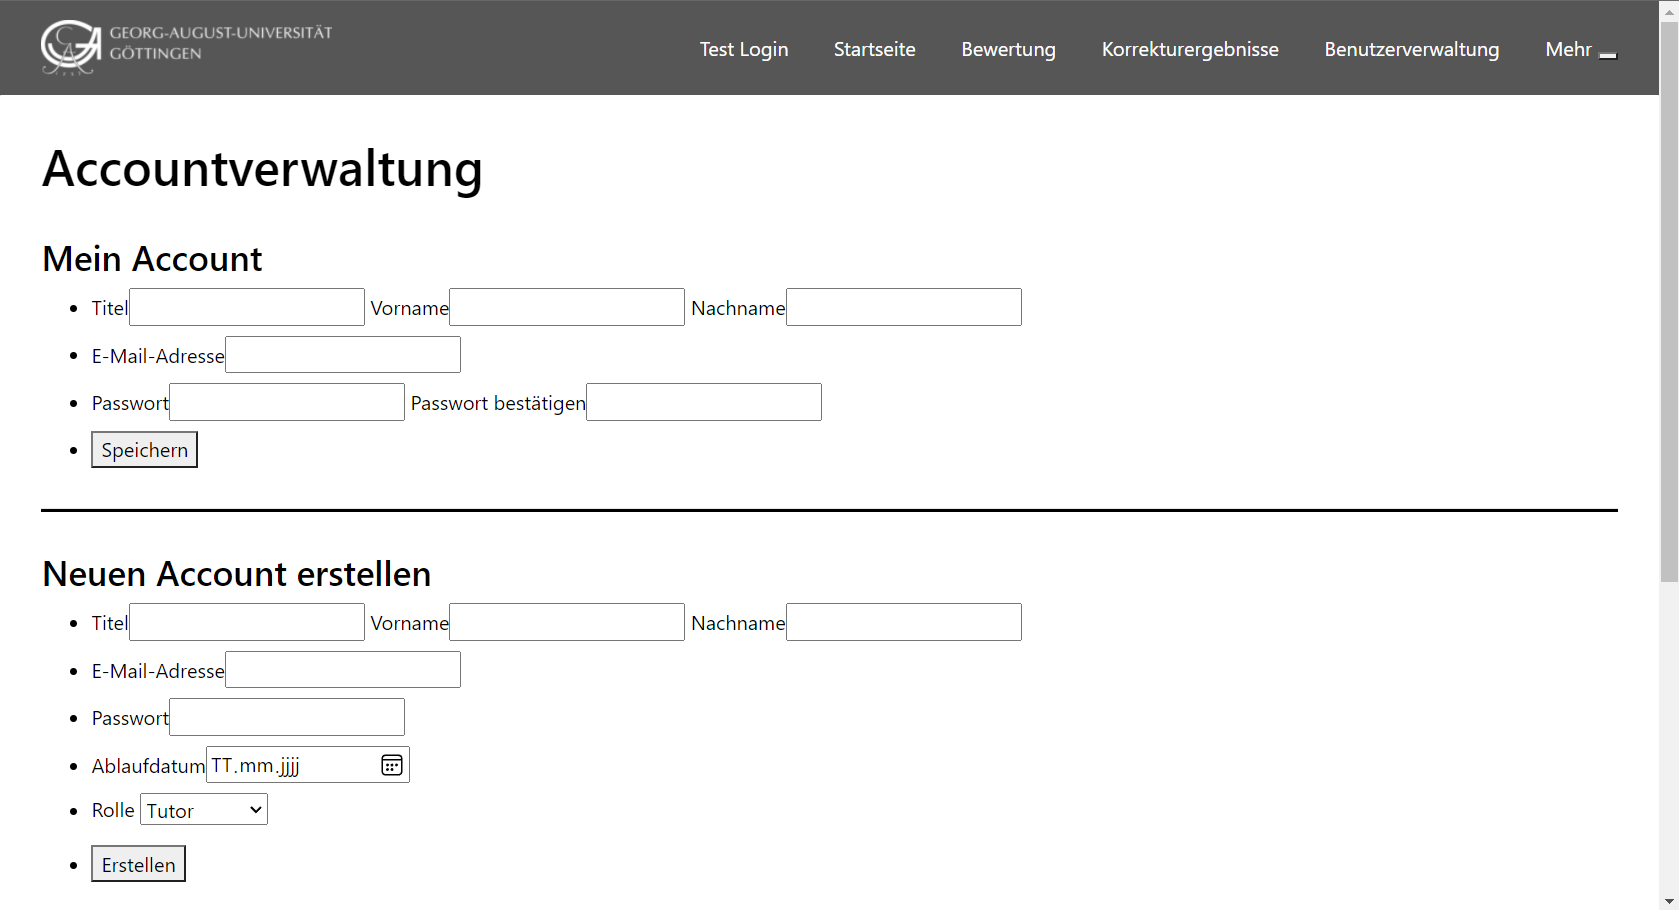 GEORG-AUGUST-UNIVERSITÄT
GÖTTINGEN
Test Login Startseite Bewertung Korrekturergebnisse Benutzerverwaltung Mehr
Accountverwaltung
Mein Account
Titel Vorname Nachname
E-Mail-Adresse
Passwort Passwort bestätigen
Speichern
Neuen Account erstellen
Titel Vorname Nachname
E-Mail-Adresse
Passwort
Ablaufdatum TT.mm.jjjj
Rolle Tutor
Erstellen